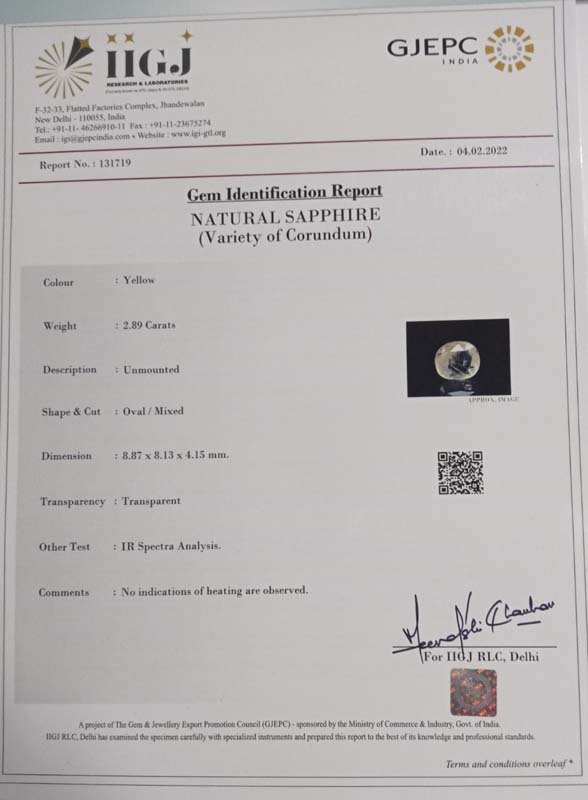 IIGJ
RESEARCH & LABORATORIES
GJEPC
INDIA
F-32-33, Flatted Factories Complex, Jhandewalan
New Delhi - 110055, India
Tel.: +91-11- 46266910-11 Fax : +91-11-23675274
Email : igi@gjepcindia.com • Website : www.igi-gtl.org
Report No. : 131719
Date. : 04.02.2022
Gem Identification Report
NATURAL SAPPHIRE
(Variety of Corundum)
Colour : Yellow
Weight : 2.89 Carats
Description : Unmounted
Shape & Cut : Oval / Mixed
Dimension : 8.87 x 8.13 x 4.15 mm.
Transparency : Transparent
Other Test : IR Spectra Analysis.
Comments : No indications of heating are observed.
APPROX. IMAGE
For IIGJ RLC, Delhi
A project of The Gem & Jewellery Export Promotion Council (GJEPC) - sponsored by the Ministry of Commerce & Industry, Govt. of India.
IIGJ RLC, Delhi has examined the specimen carefully with specialized instruments and prepared this report to the best of its knowledge and professional standards.
Terms and conditions overleaf *